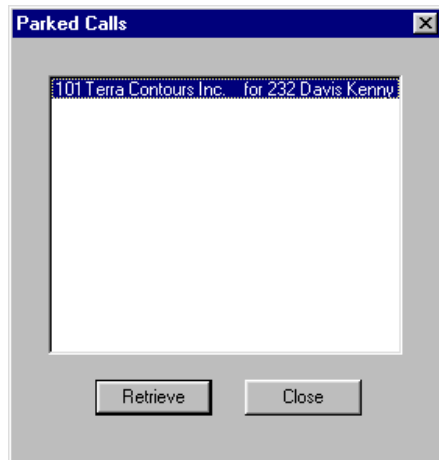 Parked Calls
101 Terra Contours Inc. for 232 Davis Kenny
Retrieve
Close